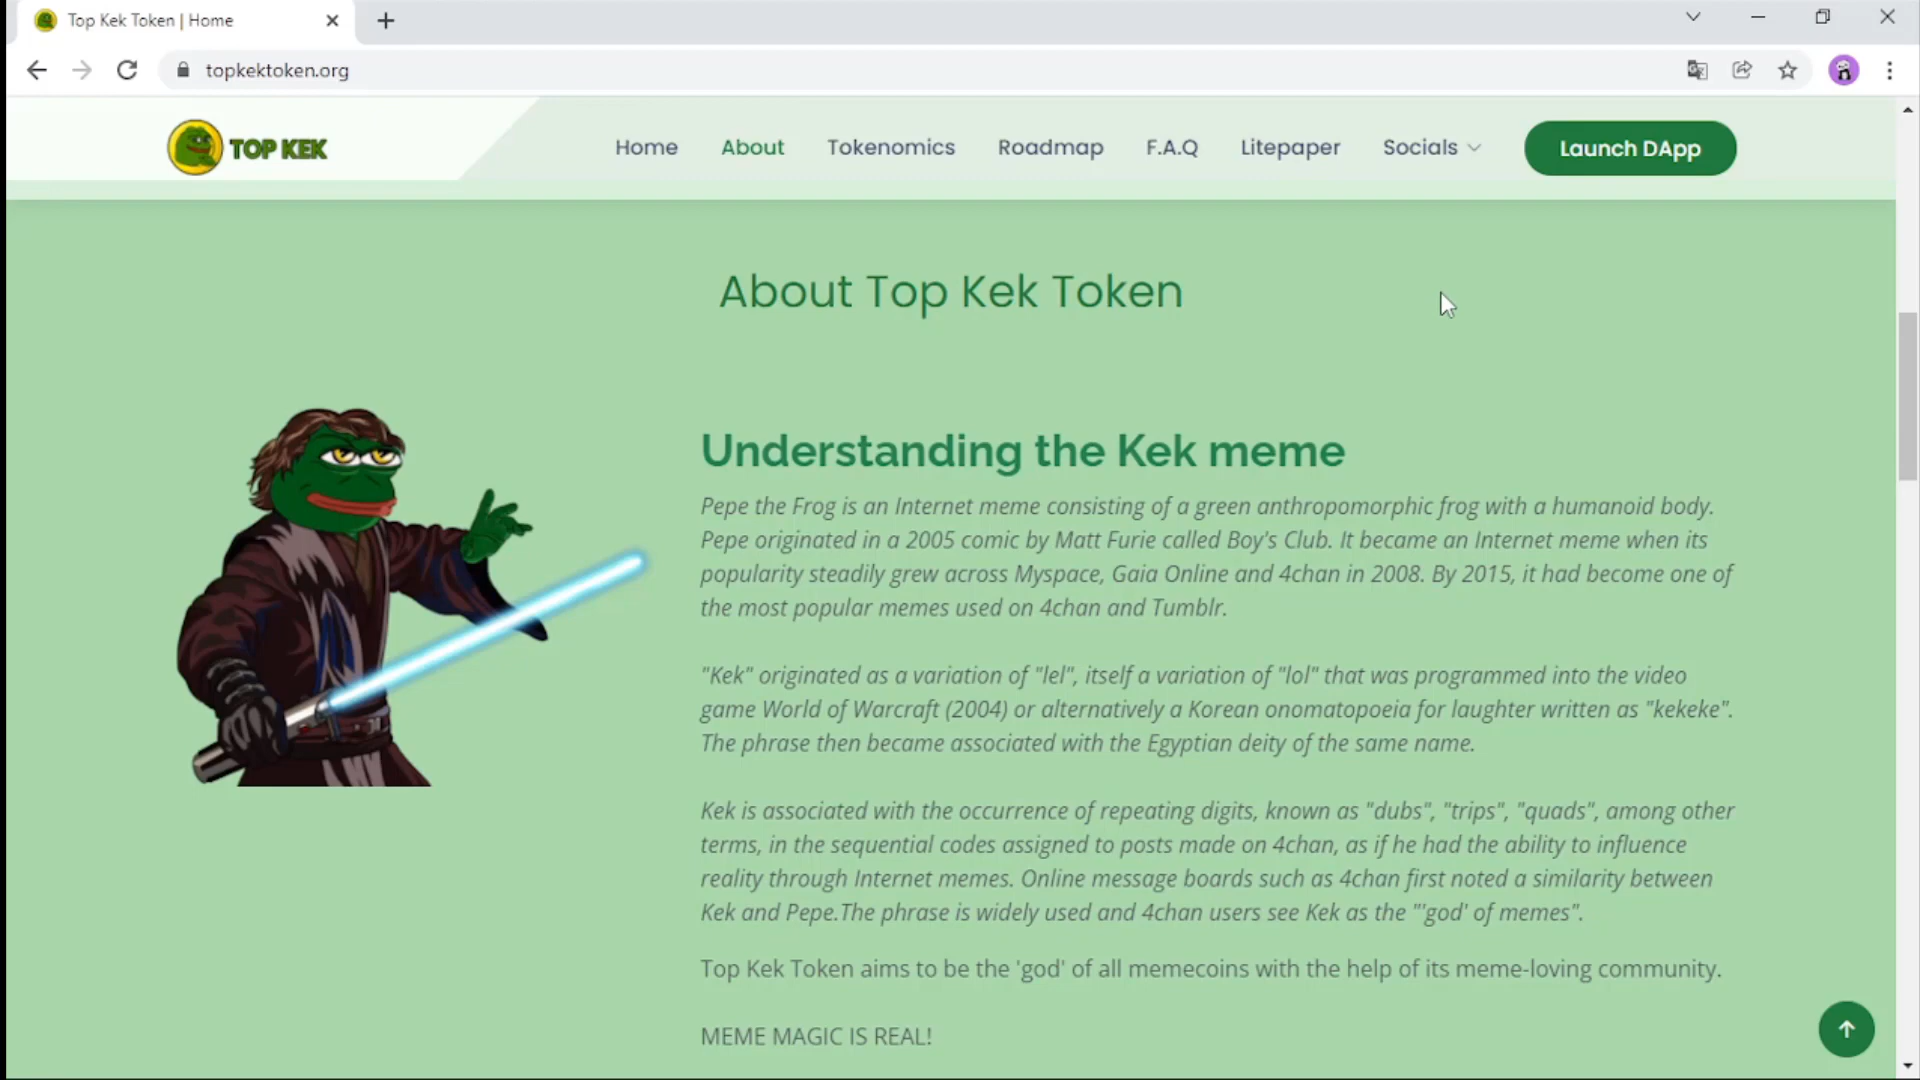 Top Kek Token | Home
topkektoken.org
TOP KEK
Home About Tokenomics Roadmap F.A.Q Litepaper Socials Launch DApp
About Top Kek Token
Understanding the Kek meme
Pepe the Frog is an Internet meme consisting of a green anthropomorphic frog with a humanoid body.
Pepe originated in a 2005 comic by Matt Furie called Boy's Club. It became an Internet meme when its
popularity steadily grew across Myspace, Gaia Online and 4chan in 2008. By 2015, it had become one of
the most popular memes used on 4chan and Tumblr.
"Kek" originated as a variation of "lel", itself a variation of "lol" that was programmed into the video
game World of Warcraft (2004) or alternatively a Korean onomatopoeia for laughter written as "kekeke".
The phrase then became associated with the Egyptian deity of the same name.
Kek is associated with the occurrence of repeating digits, known as "dubs", "trips", "quads", among other
terms, in the sequential codes assigned to posts made on 4chan, as if he had the ability to influence
reality through Internet memes. Online message boards such as 4chan first noted a similarity between
Kek and Pepe.The phrase is widely used and 4chan users see Kek as the "'god' of memes".
Top Kek Token aims to be the 'god' of all memecoins with the help of its meme-loving community.
MEME MAGIC IS REAL!